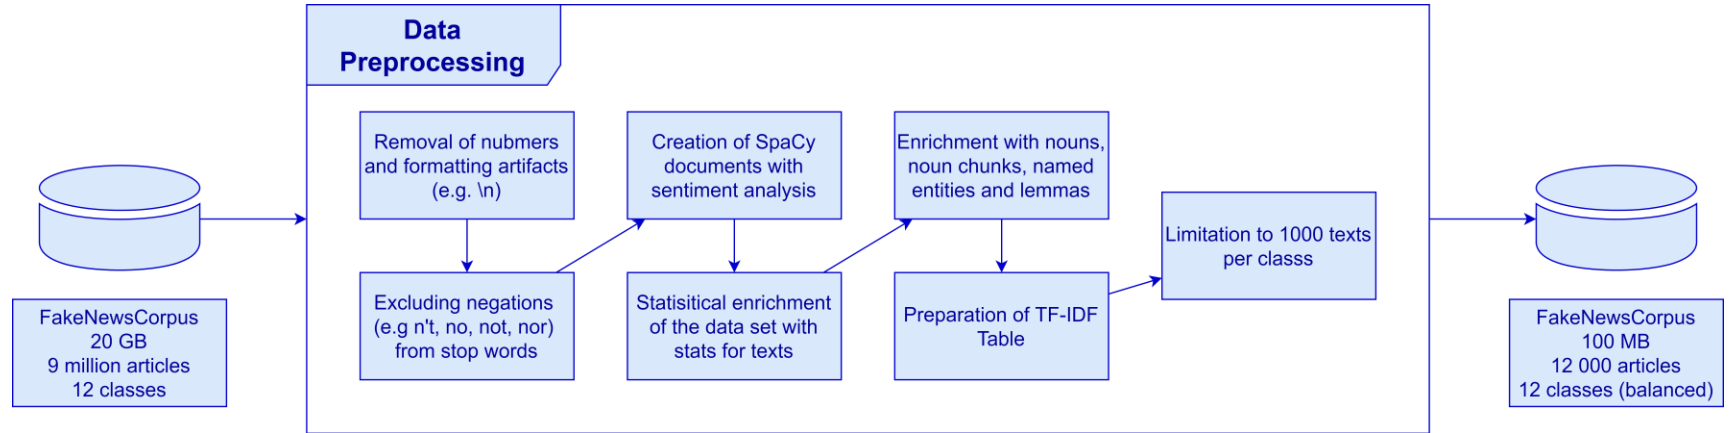 Data
Preprocessing
Removal of nubmers
and formatting artifacts
(e.g. \n)
Excluding negations
(e.g n't, no, not, nor)
from stop words
Creation of SpaCy
documents with
sentiment analysis
Statisitical enrichment
of the data set with
stats for texts
Enrichment with nouns,
noun chunks, named
entities and lemmas
Preparation of TF-IDF
Table
Limitation to 1000 texts
per classs
FakeNewsCorpus
20 GB
9 million articles
12 classes
FakeNewsCorpus
100 MB
12 000 articles
12 classes (balanced)